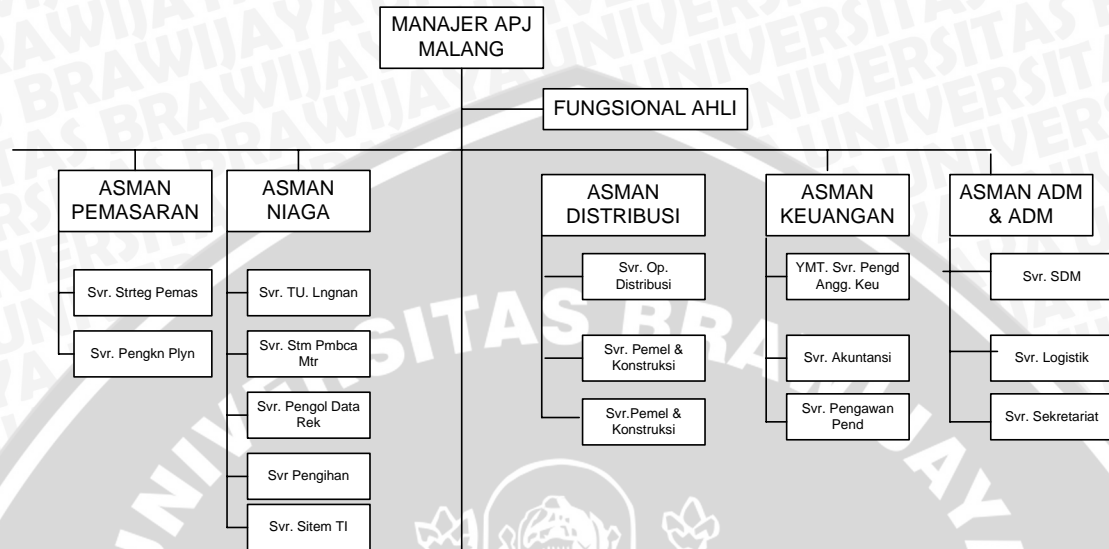 MANAJER APJ
MALANG
FUNGSIONAL AHLI
ASMAN
PEMASARAN
Svr. Strteg Pemas
Svr. Pengkn Plyn
ASMAN
NIAGA
Svr. TU. Lngnan
Svr. Stm Pmbca
Mtr
Svr. Pengol Data
Rek
Svr Pengihan
Svr. Sitem TI
ASMAN
DISTRIBUSI
Svr. Op.
Distribusi
Svr. Pemel &
Konstruksi
Svr.Pemel &
Konstruksi
ASMAN
KEUANGAN
YMT. Svr. Pengd
Angg. Keu
Svr. Akuntansi
Svr. Pengawan
Pend
ASMAN ADM
& ADM
Svr. SDM
Svr. Logistik
Svr. Sekretariat
UNIVERSITAS BRAWIJAYA